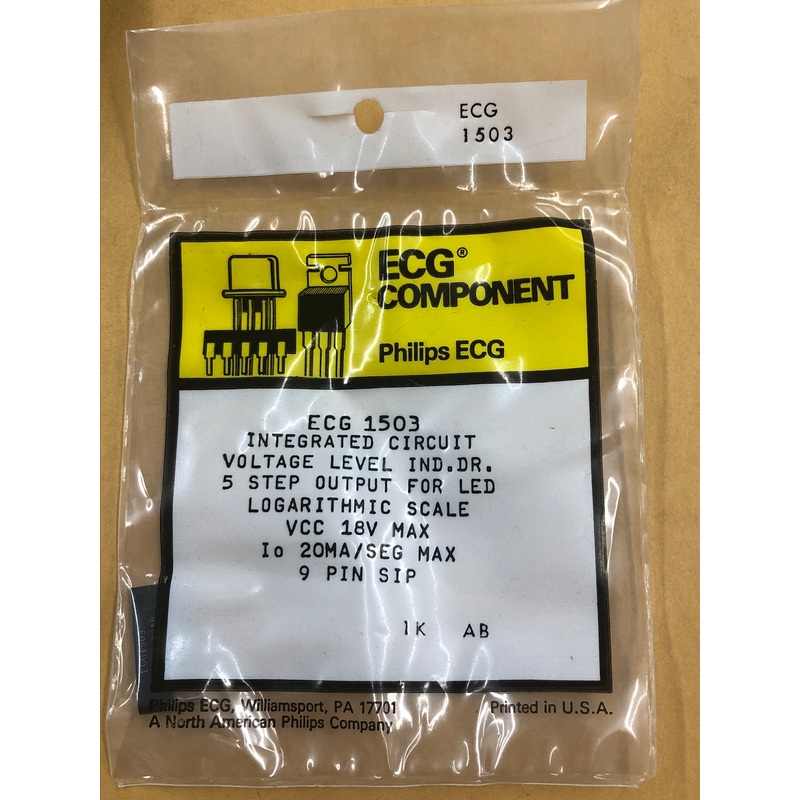 ECG
1503
ECG®
COMPONENT
Philips ECG
ECG 1503
INTEGRATED CIRCUIT
VOLTAGE LEVEL IND.DR.
5 STEP OUTPUT FOR LED
LOGARITHMIC SCALE
VCC 18V MAX
Io 20MA/SEG MAX
9 PIN SIP
1K AB
Philips ECG, Williamsport, PA 17701
A North American Philips Company
Printed in U.S.A.